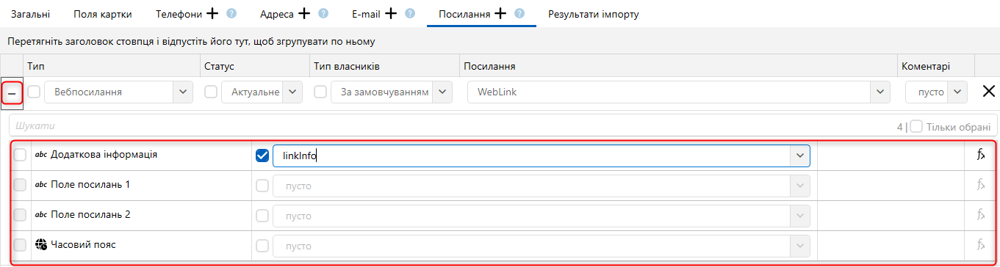 Загальні Поля картки Телефони + ? Адреса + ? E-mail + ? Посилання + ? Результати імпорту
Перетягніть заголовок стовпця і відпустіть його тут, щоб згрупувати по ньому
Тип Статус Тип власників Посилання Коментарі
Вебпосилання Актуальне За замовчуванням WebLink пусто
Шукати 4 | Тільки обрані
abc Додаткова інформація linkInfo fx
abc Поле посилань 1 пусто fx
abc Поле посилань 2 пусто fx
Часовий пояс пусто fx